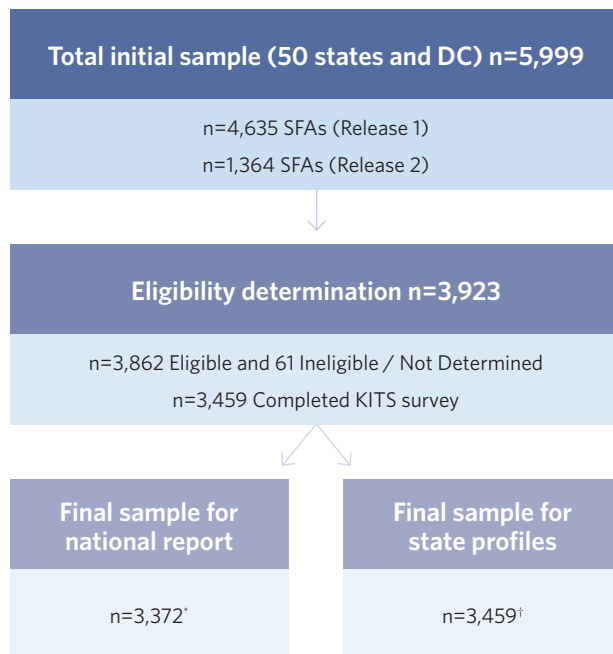 Total initial sample (50 states and DC) n=5,999
n=4,635 SFAs (Release 1)
n=1,364 SFAs (Release 2)
Eligibility determination n=3,923
n=3,862 Eligible and 61 Ineligible / Not Determined
n=3,459 Completed KITS survey
Final sample for
national report
n=3,372*
Final sample for
state profiles
n=3,459†